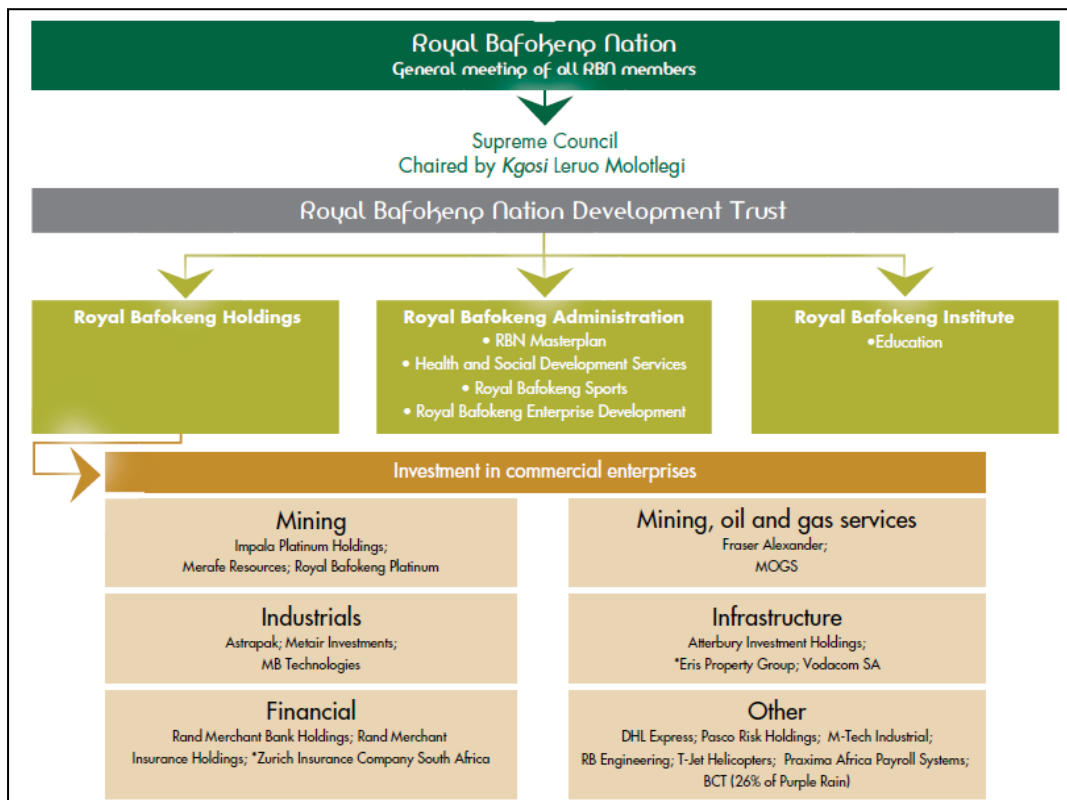 Royal Bafokeng Nation
General meeting of all RBN members
Supreme Council
Chaired by Kgosi Leruo Molotlegi
Royal Bafokeng Nation Development Trust
Royal Bafokeng Holdings
Royal Bafokeng Administration
• RBN Masterplan
• Health and Social Development Services
• Royal Bafokeng Sports
• Royal Bafokeng Enterprise Development
Royal Bafokeng Institute
•Education
Investment in commercial enterprises
Mining
Impala Platinum Holdings;
Merafe Resources; Royal Bafokeng Platinum
Mining, oil and gas services
Fraser Alexander;
MOGS
Industrials
Astrapak; Metair Investments;
MB Technologies
Infrastructure
Atterbury Investment Holdings;
*Eris Property Group; Vodacom SA
Financial
Rand Merchant Bank Holdings; Rand Merchant
Insurance Holdings; *Zurich Insurance Company South Africa
Other
DHL Express; Pasco Risk Holdings; M-Tech Industrial;
RB Engineering; T-Jet Helicopters; Praxima Africa Payroll Systems;
BCT (26% of Purple Rain)